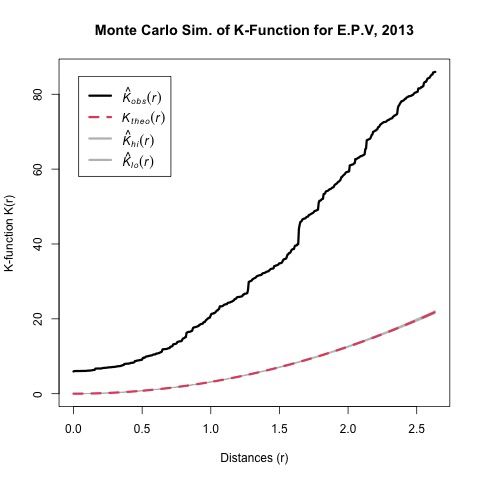 Monte Carlo Sim. of K-Function for E.P.V, 2013
K̂obs(r)
Ktheo(r)
K̂hi(r)
K̂lo(r)
K-function K(r)
80
60
40
20
0
0.0 0.5 1.0 1.5 2.0 2.5
Distances (r)